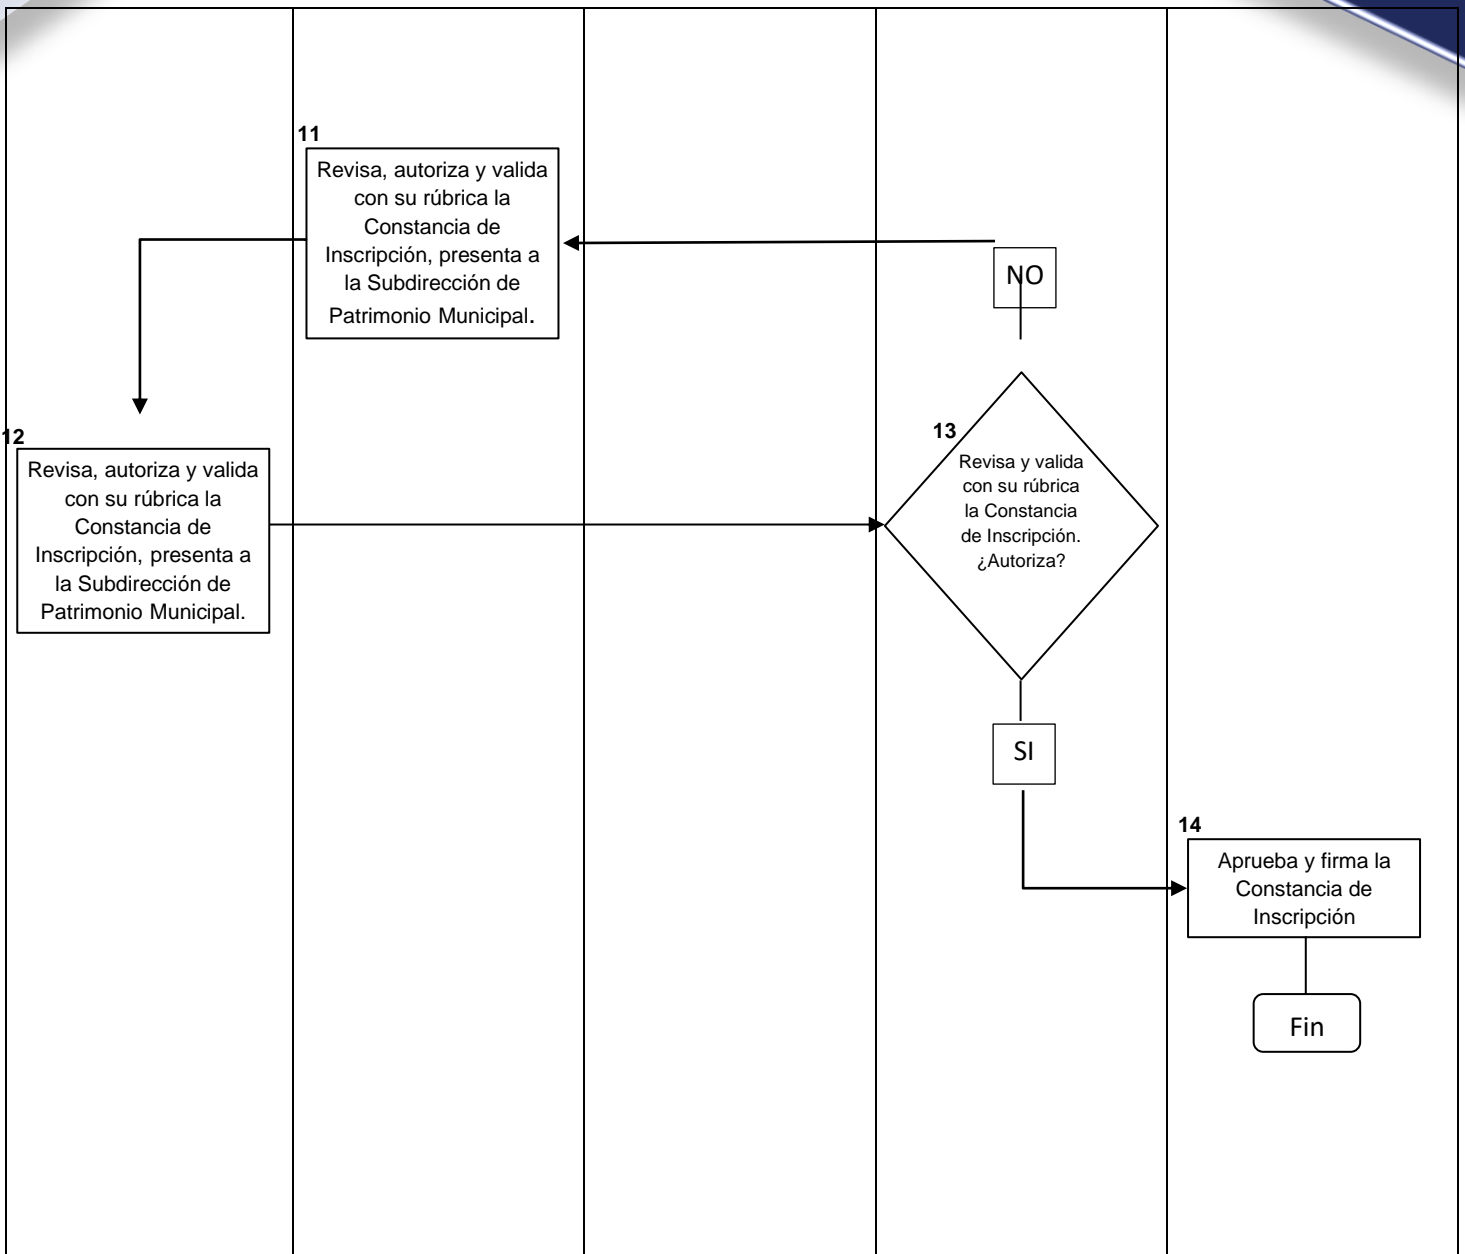 11
Revisa, autoriza y valida
con su rúbrica la
Constancia de
Inscripción, presenta a
la Subdirección de
Patrimonio Municipal.
NO
12
Revisa, autoriza y valida
con su rúbrica la
Constancia de
Inscripción, presenta a
la Subdirección de
Patrimonio Municipal.
13
Revisa y valida
con su rúbrica
la Constancia
de Inscripción.
¿Autoriza?
SI
14
Aprueba y firma la
Constancia de
Inscripción
Fin